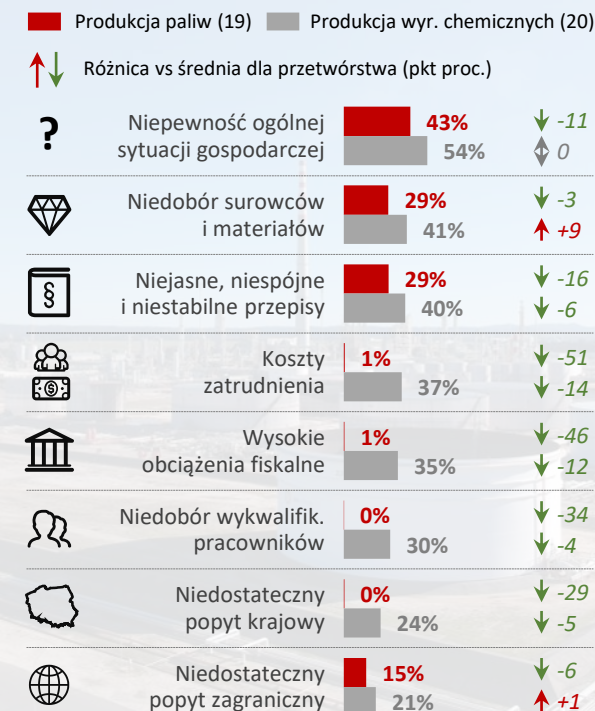 Produkcja paliw (19) Produkcja wyr. chemicznych (20)
Różnica vs średnia dla przetwórstwa (pkt proc.)
? Niepewność ogólnej 43% -11
sytuacji gospodarczej 54% 0
Niedobór surowców 29% -3
i materiałów 41% +9
§ Niejasne, niespójne 29% -16
i niestabilne przepisy 40% -6
Koszty 1% -51
$ zatrudnienia 37% -14
Wysokie 1% -46
obciążenia fiskalne 35% -12
Niedobór wykwalifik. 0% -34
pracowników 30% -4
Niedostateczny 0% -29
popyt krajowy 24% -5
Niedostateczny 15% -6
popyt zagraniczny 21% +1